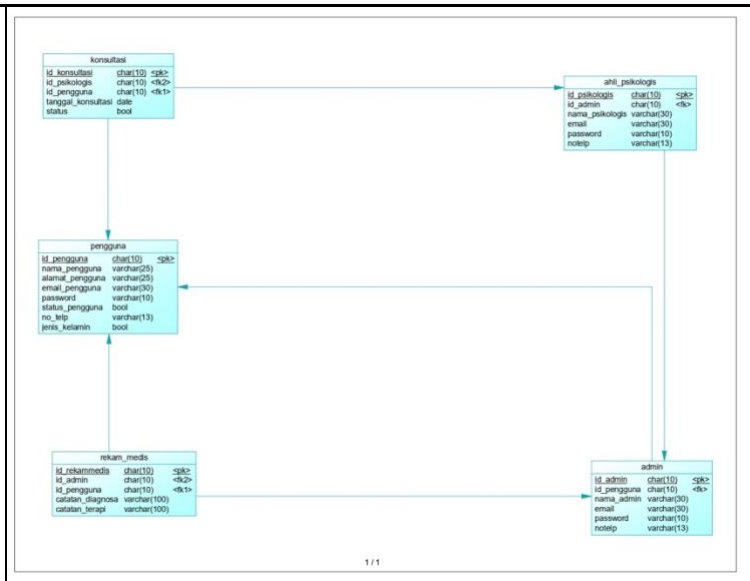 konsultasi
id_konsultasi char(10) <pk>
id_psikologis char(10) <fk2>
id_pengguna char(10) <fk1>
tanggal_konsultasi date
status bool
ahli_psikologis
id_psikologis char(10) <pk>
id_admin char(10) <fk>
nama_psikologis varchar(30)
email varchar(30)
password varchar(10)
notelp varchar(13)
pengguna
id_pengguna char(10) <pk>
nama_pengguna varchar(25)
alamat_pengguna varchar(25)
email_pengguna varchar(30)
password varchar(10)
status_pengguna bool
no_telp varchar(13)
jenis_kelamin bool
rekam_medis
id_rekammedis char(10) <pk>
id_admin char(10) <fk2>
id_pengguna char(10) <fk1>
catatan_diagnosa varchar(100)
catatan_terapi varchar(100)
admin
id_admin char(10) <pk>
id_pengguna char(10) <fk>
nama_admin varchar(30)
email varchar(30)
password varchar(10)
notelp varchar(13)
1 / 1